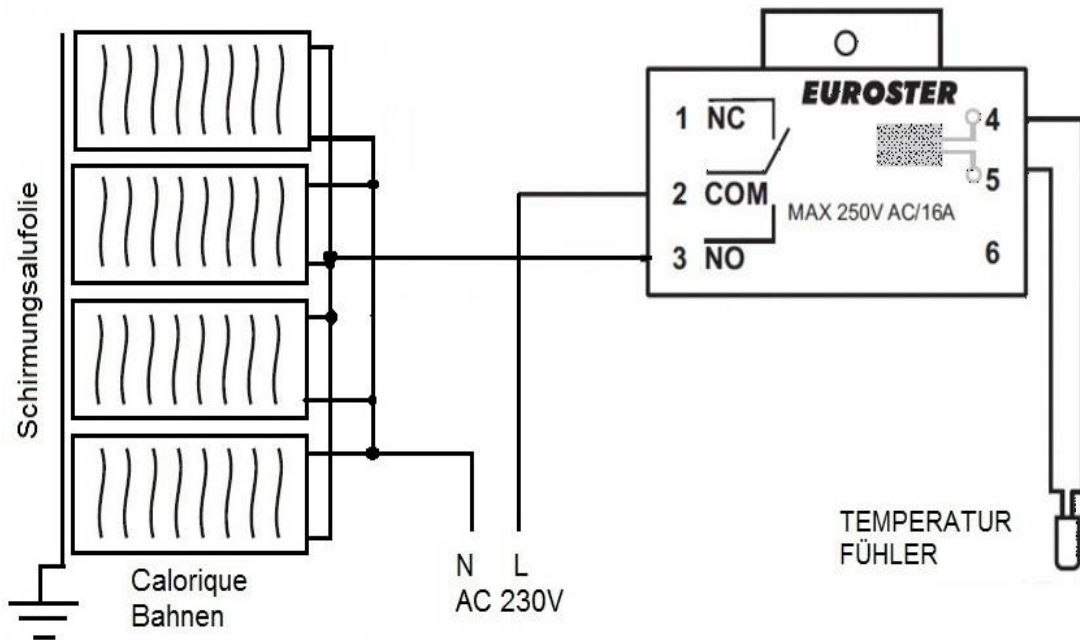 Schirmungsalufolie
Calorique
Bahnen
N L
AC 230V
EUROSTER
1 NC
2 COM
3 NO
MAX 250V AC/16A
4
5
6
TEMPERATUR
FÜHLER